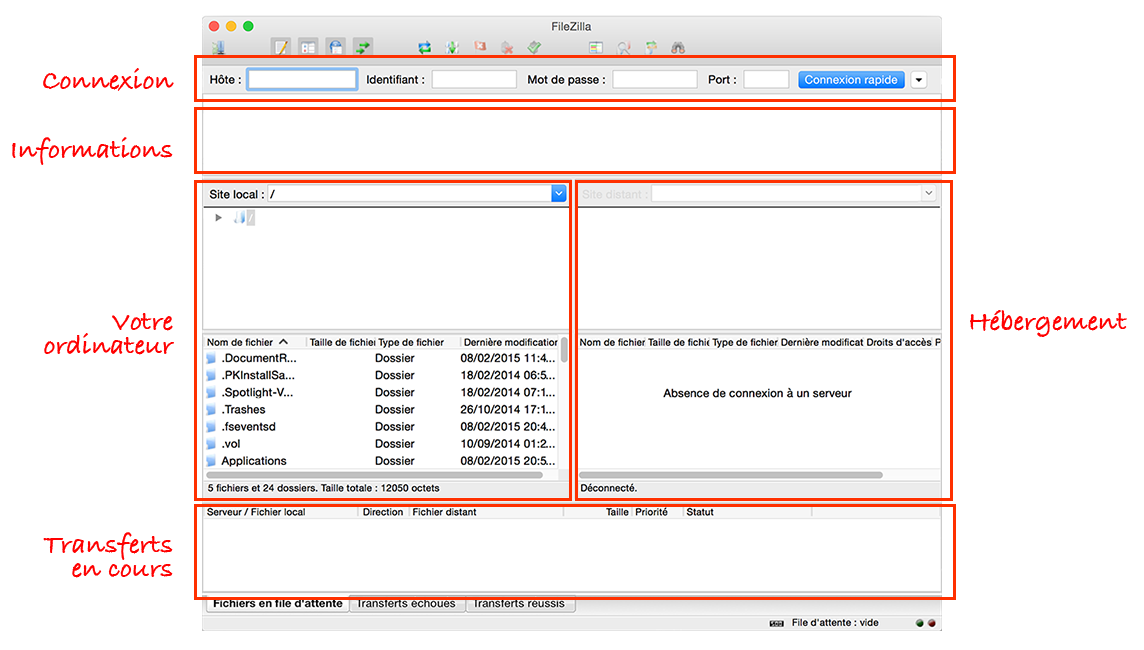 FileZilla
Connexion
Hôte : Identifiant : Mot de passe : Port : Connexion rapide
Informations
Site local : /
/
Site distant :
Votre
ordinateur
Hébergement
Nom de fichier Taille de fichier Type de fichier Dernière modification
.DocumentR... Dossier 08/02/2015 11:4...
.PKInstallSa... Dossier 18/02/2014 06:5...
.Spotlight-V... Dossier 18/02/2014 07:1...
.Trashes Dossier 26/10/2014 17:1...
.fseventsd Dossier 08/02/2015 20:4...
.vol Dossier 10/09/2014 01:2...
Applications Dossier 08/02/2015 20:5...
5 fichiers et 24 dossiers. Taille totale : 12050 octets
Nom de fichier Taille de fichi Type de fichier Dernière modificat Droits d'accès P
Absence de connexion à un serveur
Déconnecté.
Transferts
en cours
Serveur / Fichier local Direction Fichier distant Taille Priorité Statut
Fichiers en file d'attente Transferts échoués Transferts réussis
File d'attente : vide